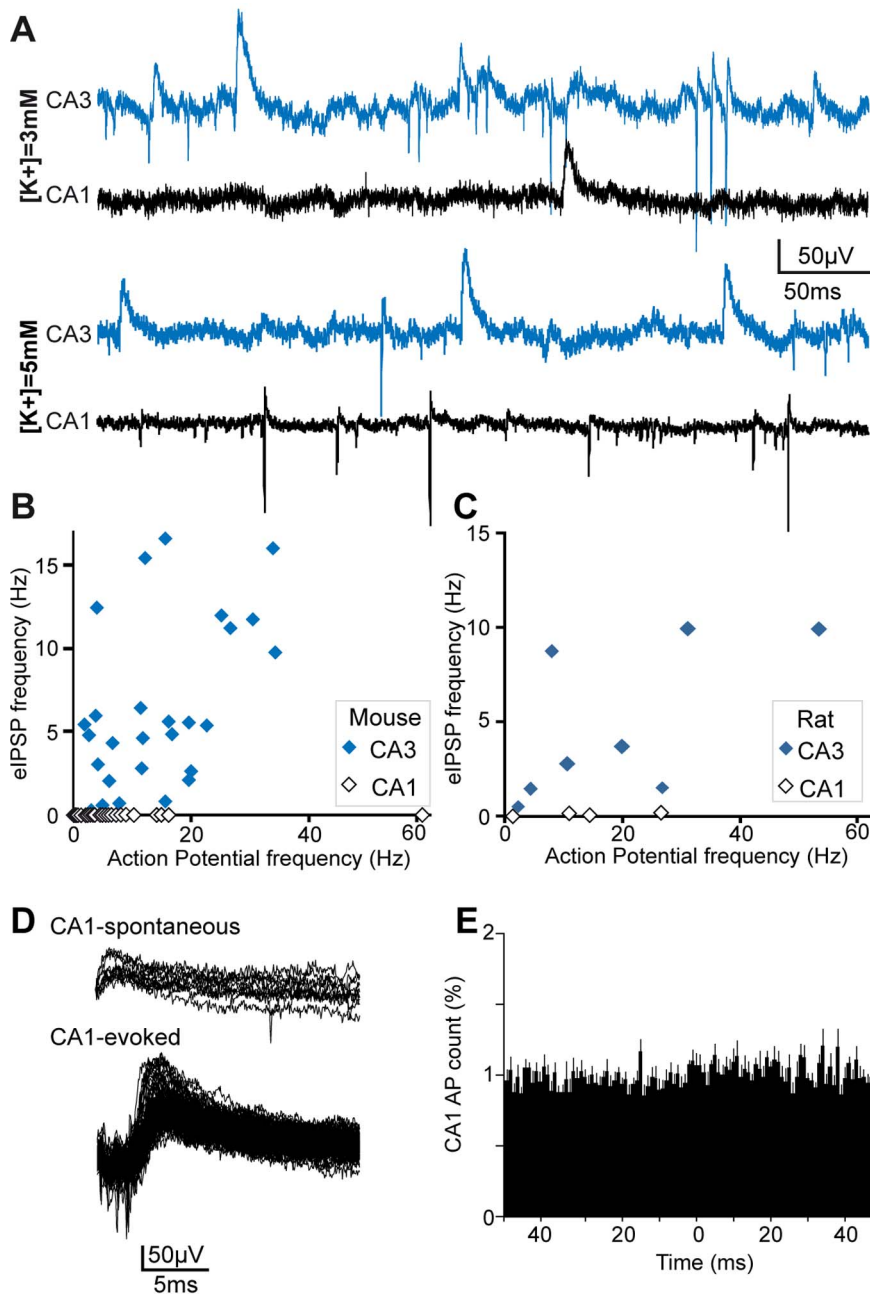 A
[K+]=3mM
CA3
CA1
50µV
50ms
[K+]=5mM
CA3
CA1
B
eIPSP frequency (Hz)
15
10
5
0
0
20
40
60
Action Potential frequency (Hz)
Mouse
CA3
CA1
C
eIPSP frequency (Hz)
15
10
5
0
0
20
40
60
Action Potential frequency (Hz)
Rat
CA3
CA1
D
CA1-spontaneous
CA1-evoked
50µV
5ms
E
CA1 AP count (%)
2
1
0
40
20
0
20
40
Time (ms)